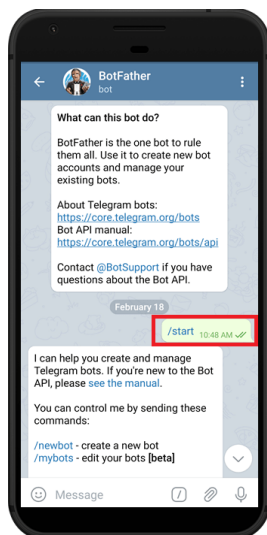 BotFather
bot
What can this bot do?
BotFather is the one bot to rule
them all. Use it to create new bot
accounts and manage your
existing bots.
About Telegram bots:
https://core.telegram.org/bots
Bot API manual:
https://core.telegram.org/bots/api
Contact @BotSupport if you have
questions about the Bot API.
February 18
/start 10:48 AM
I can help you create and manage
Telegram bots. If you're new to the Bot
API, please see the manual.
You can control me by sending these
commands:
/newbot - create a new bot
/mybots - edit your bots [beta]
Message